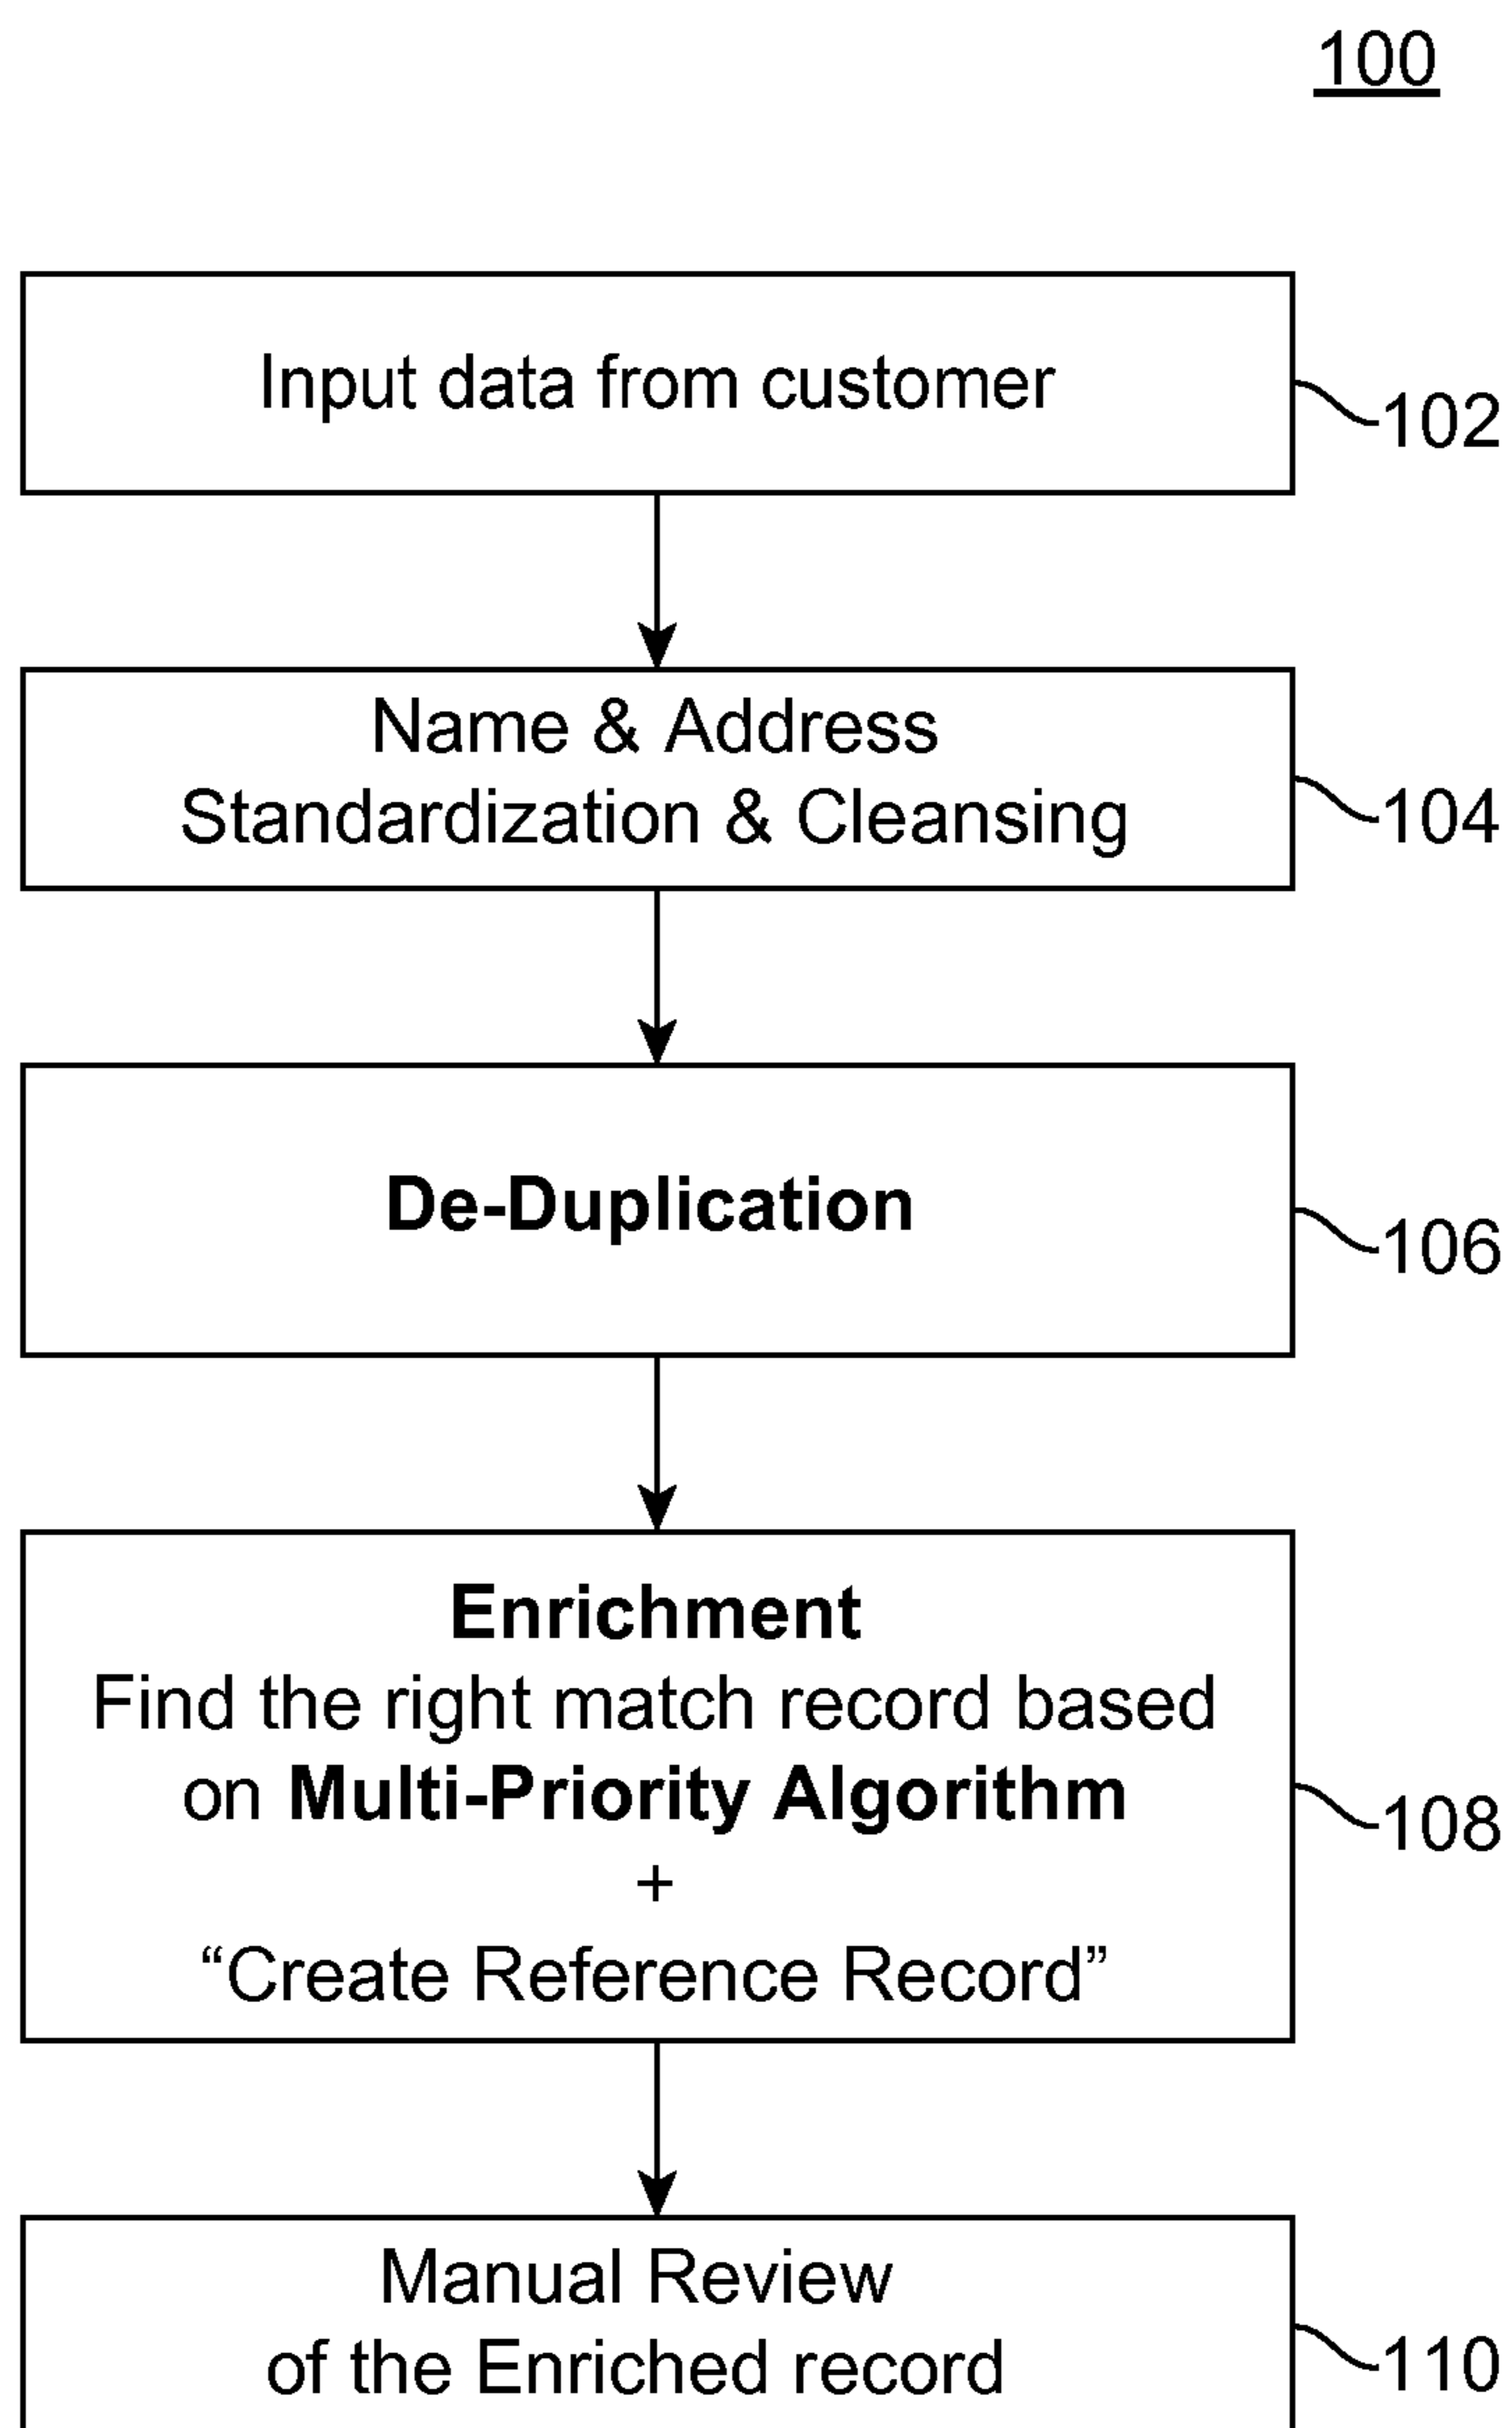 100
Input data from customer
102
Name & Address
Standardization & Cleansing
104
De-Duplication
106
Enrichment
Find the right match record based
on Multi-Priority Algorithm
+
“Create Reference Record”
108
Manual Review
of the Enriched record
110